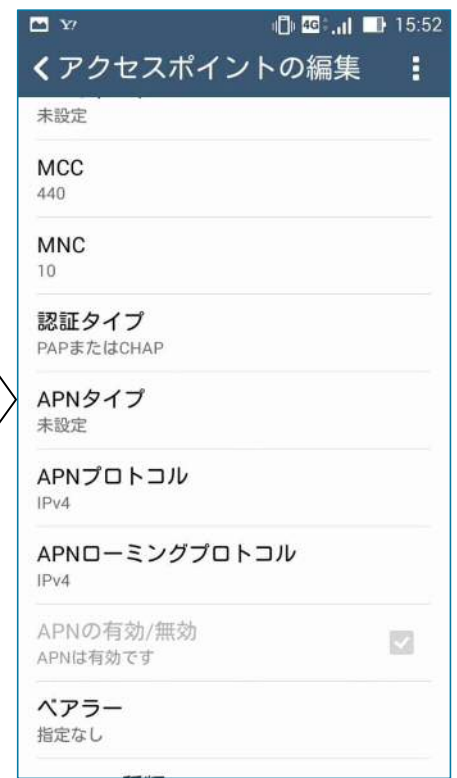 Y!
4G
15:52
アクセスポイントの編集
未設定
MCC
440
MNC
10
認証タイプ
PAPまたはCHAP
APNタイプ
未設定
APNプロトコル
IPv4
APNローミングプロトコル
IPv4
APNの有効/無効
APNは有効です
ベアラー
指定なし